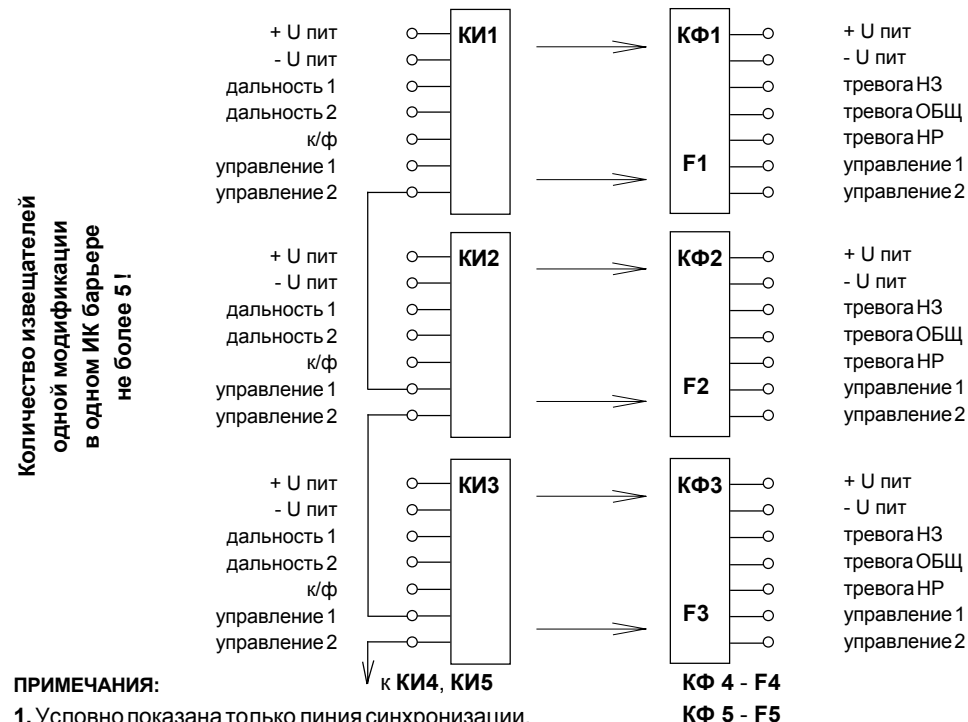 Количество извещателей
одной модификации
в одном ИК барьере
не более 5 !
+ U пит КИ1 КФ1 + U пит
- U пит - U пит
дальность 1 тревога НЗ
дальность 2 тревога ОБЩ
к/ф тревога НР
управление 1 F1 управление 1
управление 2 управление 2
+ U пит КИ2 КФ2 + U пит
- U пит - U пит
дальность 1 тревога НЗ
дальность 2 тревога ОБЩ
к/ф тревога НР
управление 1 F2 управление 1
управление 2 управление 2
+ U пит КИ3 КФ3 + U пит
- U пит - U пит
дальность 1 тревога НЗ
дальность 2 тревога ОБЩ
к/ф тревога НР
управление 1 F3 управление 1
управление 2 управление 2
ПРИМЕЧАНИЯ: к КИ4, КИ5 КФ 4 - F4
1. Условно показана только линия синхронизации. КФ 5 - F5